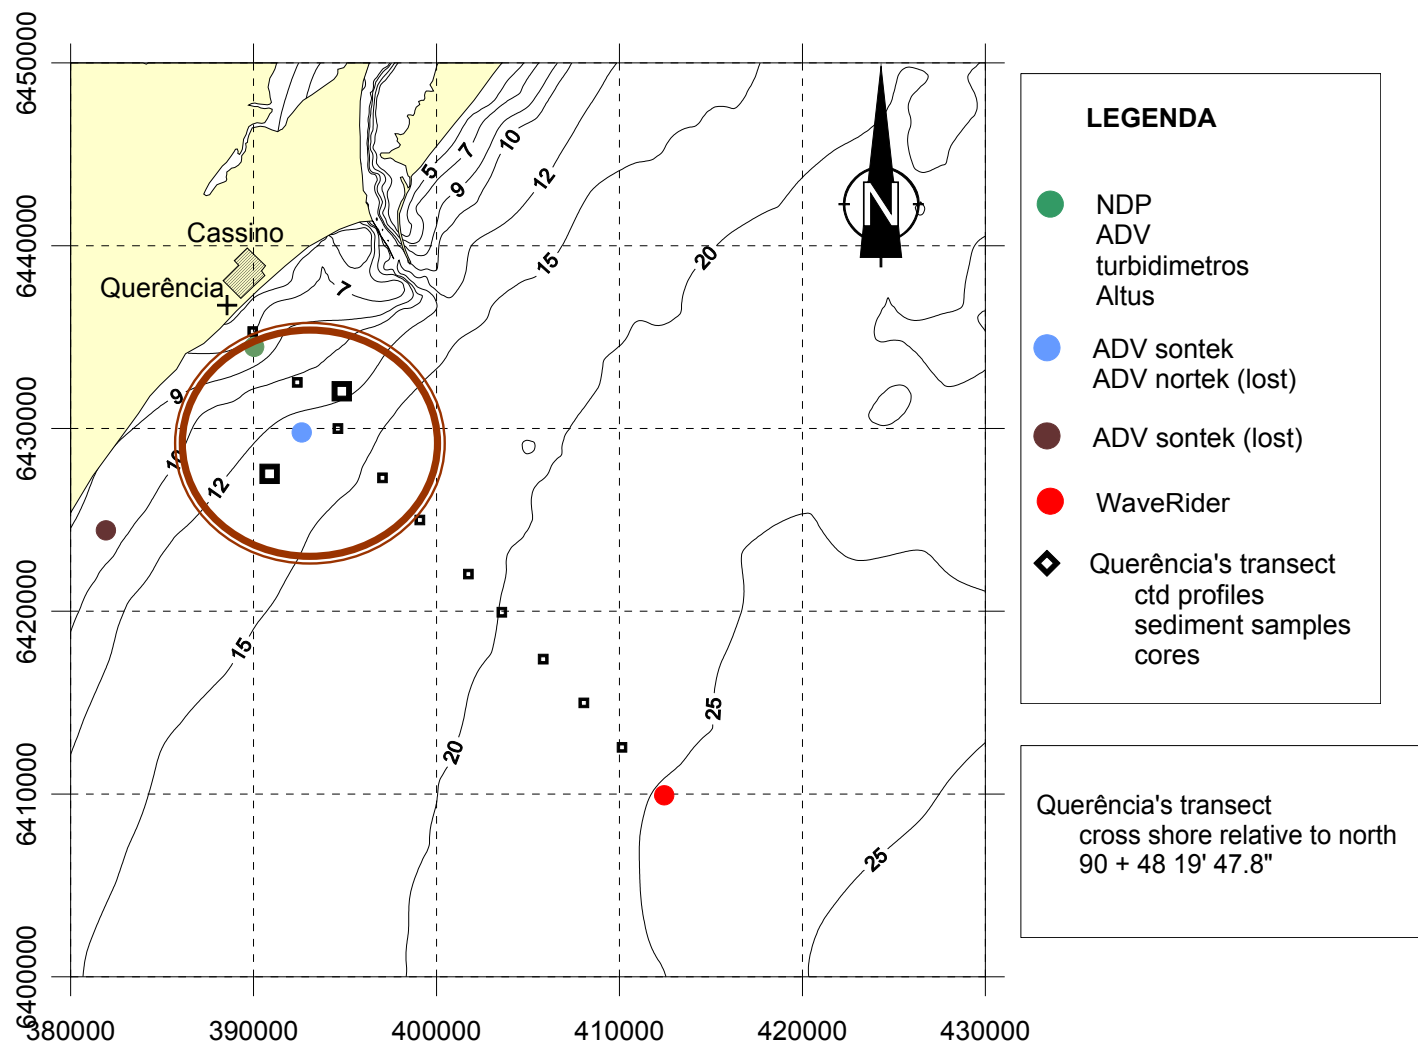 6450000
6440000
6430000
6420000
6410000
6400000
380000
390000
400000
410000
420000
430000
Cassino
Querência
5
7
9
10
12
15
20
7
9
10
12
15
20
25
25
N
LEGENDA
NDP
ADV
turbidimetros
Altus
ADV sontek
ADV nortek (lost)
ADV sontek (lost)
WaveRider
Querência's transect
ctd profiles
sediment samples
cores
Querência's transect
cross shore relative to north
90 + 48 19' 47.8"